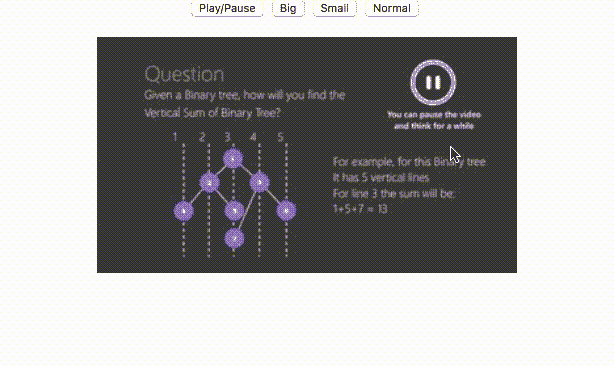 Play/Pause Big Small Normal
Question
Given a Binary tree, how will you find the
Vertical Sum of Binary Tree?
You can pause the video
and think for a while
1 2 3 4 5
For example, for this Binary tree
It has 5 vertical lines
For line 3 the sum will be:
1+5+7 = 13